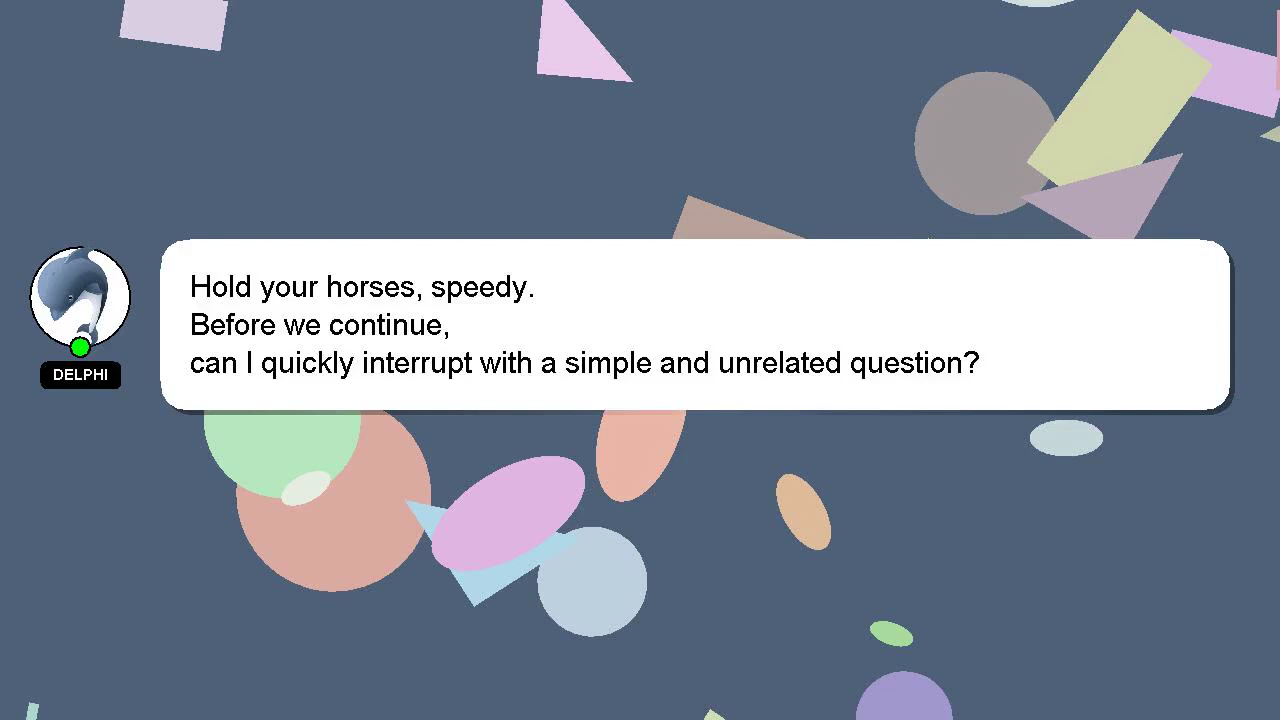 Hold your horses, speedy.
Before we continue,
can I quickly interrupt with a simple and unrelated question?
DELPHI